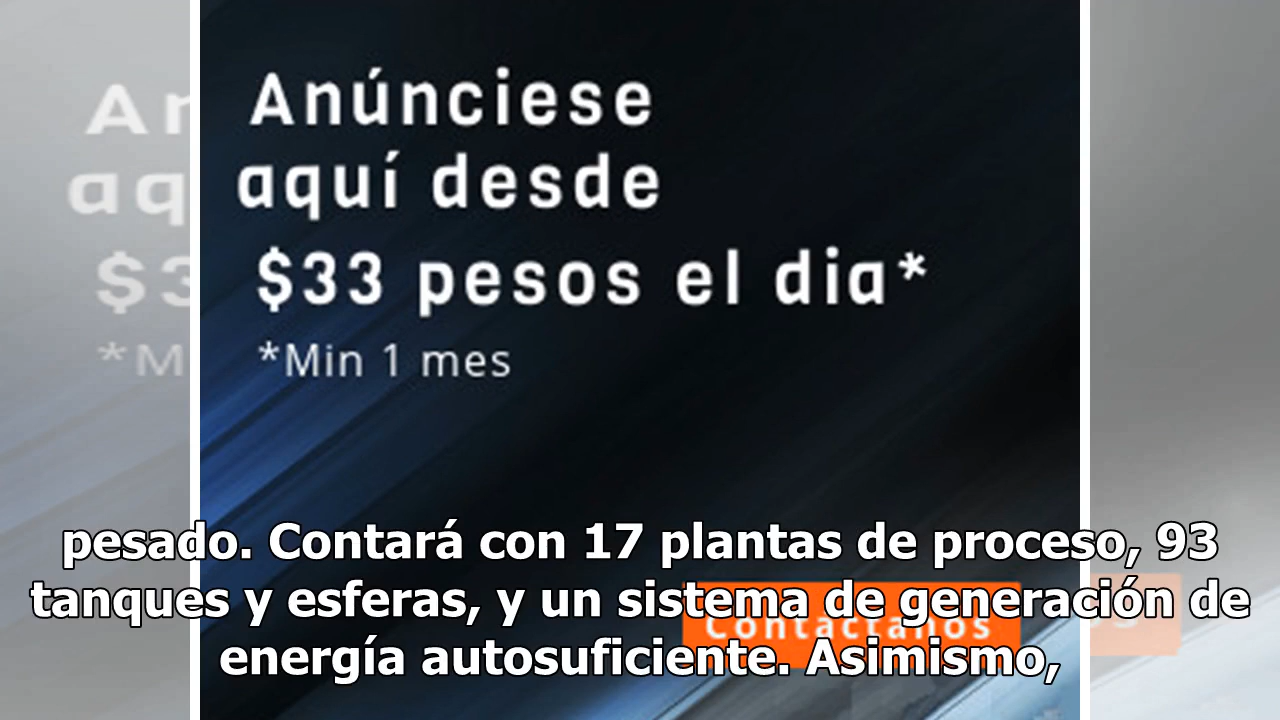 Anúnciese
aquí desde
$33 pesos el dia*
*Min 1 mes
Contáctanos
pesado. Contará con 17 plantas de proceso, 93
tanques y esferas, y un sistema de generación de
energía autosuficiente. Asimismo,